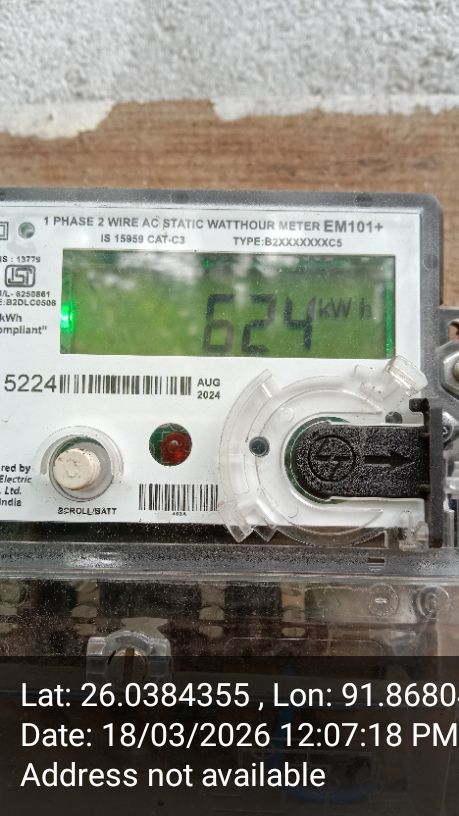 1 PHASE 2 WIRE AC STATIC WATTHOUR METER EM101+
IS 15959 CAT-C3 TYPE:B2XXXXXXXC5
IS : 13779
ISI
/L- 6250861
E:B2DLC0508
kWh
ompliant"
624 kWh
5224
AUG
2024
red by
Electric
Ltd.
ndia
SCROLL/BATT
Lat: 26.0384355 , Lon: 91.8680
Date: 18/03/2026 12:07:18 PM
Address not available